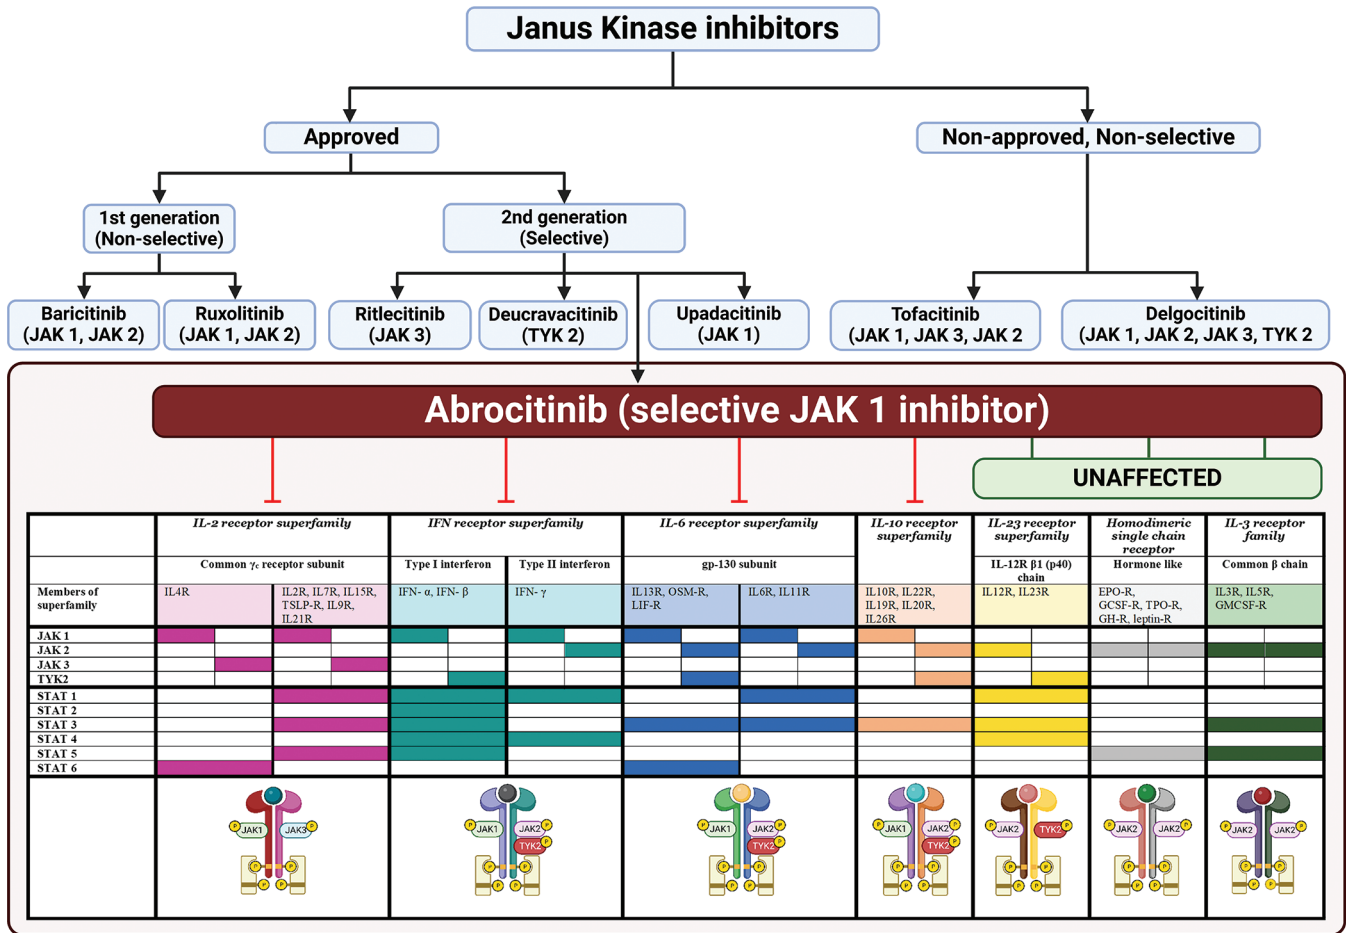 Janus Kinase inhibitors
Approved
Non-approved, Non-selective
1st generation
(Non-selective)
2nd generation
(Selective)
Baricitinib
(JAK 1, JAK 2)
Ruxolitinib
(JAK 1, JAK 2)
Ritlecitinib
(JAK 3)
Deucravacitinib
(TYK 2)
Upadacitinib
(JAK 1)
Tofacitinib
(JAK 1, JAK 3, JAK 2
Delgocitinib
(JAK 1, JAK 2, JAK 3, TYK 2
Abrocitinib (selective JAK 1 inhibitor)
UNAFFECTED
IL-2 receptor superfamily
IFN receptor superfamily
IL-6 receptor superfamily
IL-10 receptor
superfamily
IL-23 receptor
superfamily
Homodimeric
single chain
receptor
IL-3 receptor
family
Common γc receptor subunit
Type I interferon
Type II interferon
gp-130 subunit
IL-12R β1 (p40)
chain
Hormone like
Common β chain
Members of
superfamily
IL4R
IL2R, IL7R, IL15R,
TSLP-R, IL9R,
IL21R
IFN- α, IFN- β
IFN- γ
IL13R, OSM-R,
LIF-R
IL6R, IL11R
IL10R, IL22R,
IL19R, IL20R,
IL26R
IL12R, IL23R
EPO-R,
GCSF-R, TPO-R,
GH-R, leptin-R
IL3R, IL5R,
GMCSF-R
JAK 1
JAK 2
JAK 3
TYK2
STAT 1
STAT 2
STAT 3
STAT 4
STAT 5
STAT 6
P JAK1 JAK3 P
P P
P P
P JAK1 JAK2 P
TYK2 P
P P
P P
P JAK1 JAK2 P
TYK2 P
P P
P P
P JAK1 JAK2 P
TYK2 P
P P
P P
P JAK2 TYK2 P
P P
P P
P JAK2 JAK2 P
P P
P P
P JAK2 JAK2 P
P P
P P